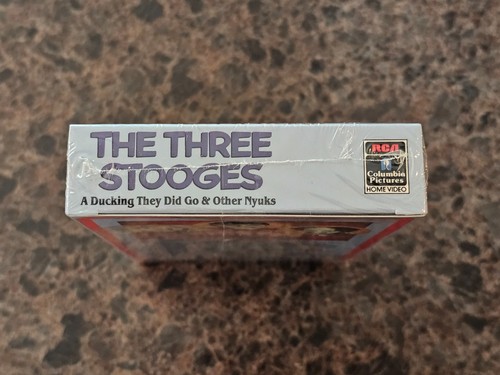 THE THREE
STOOGES
A Ducking They Did Go & Other Nyuks
RCA
Columbia
Pictures
HOME VIDEO